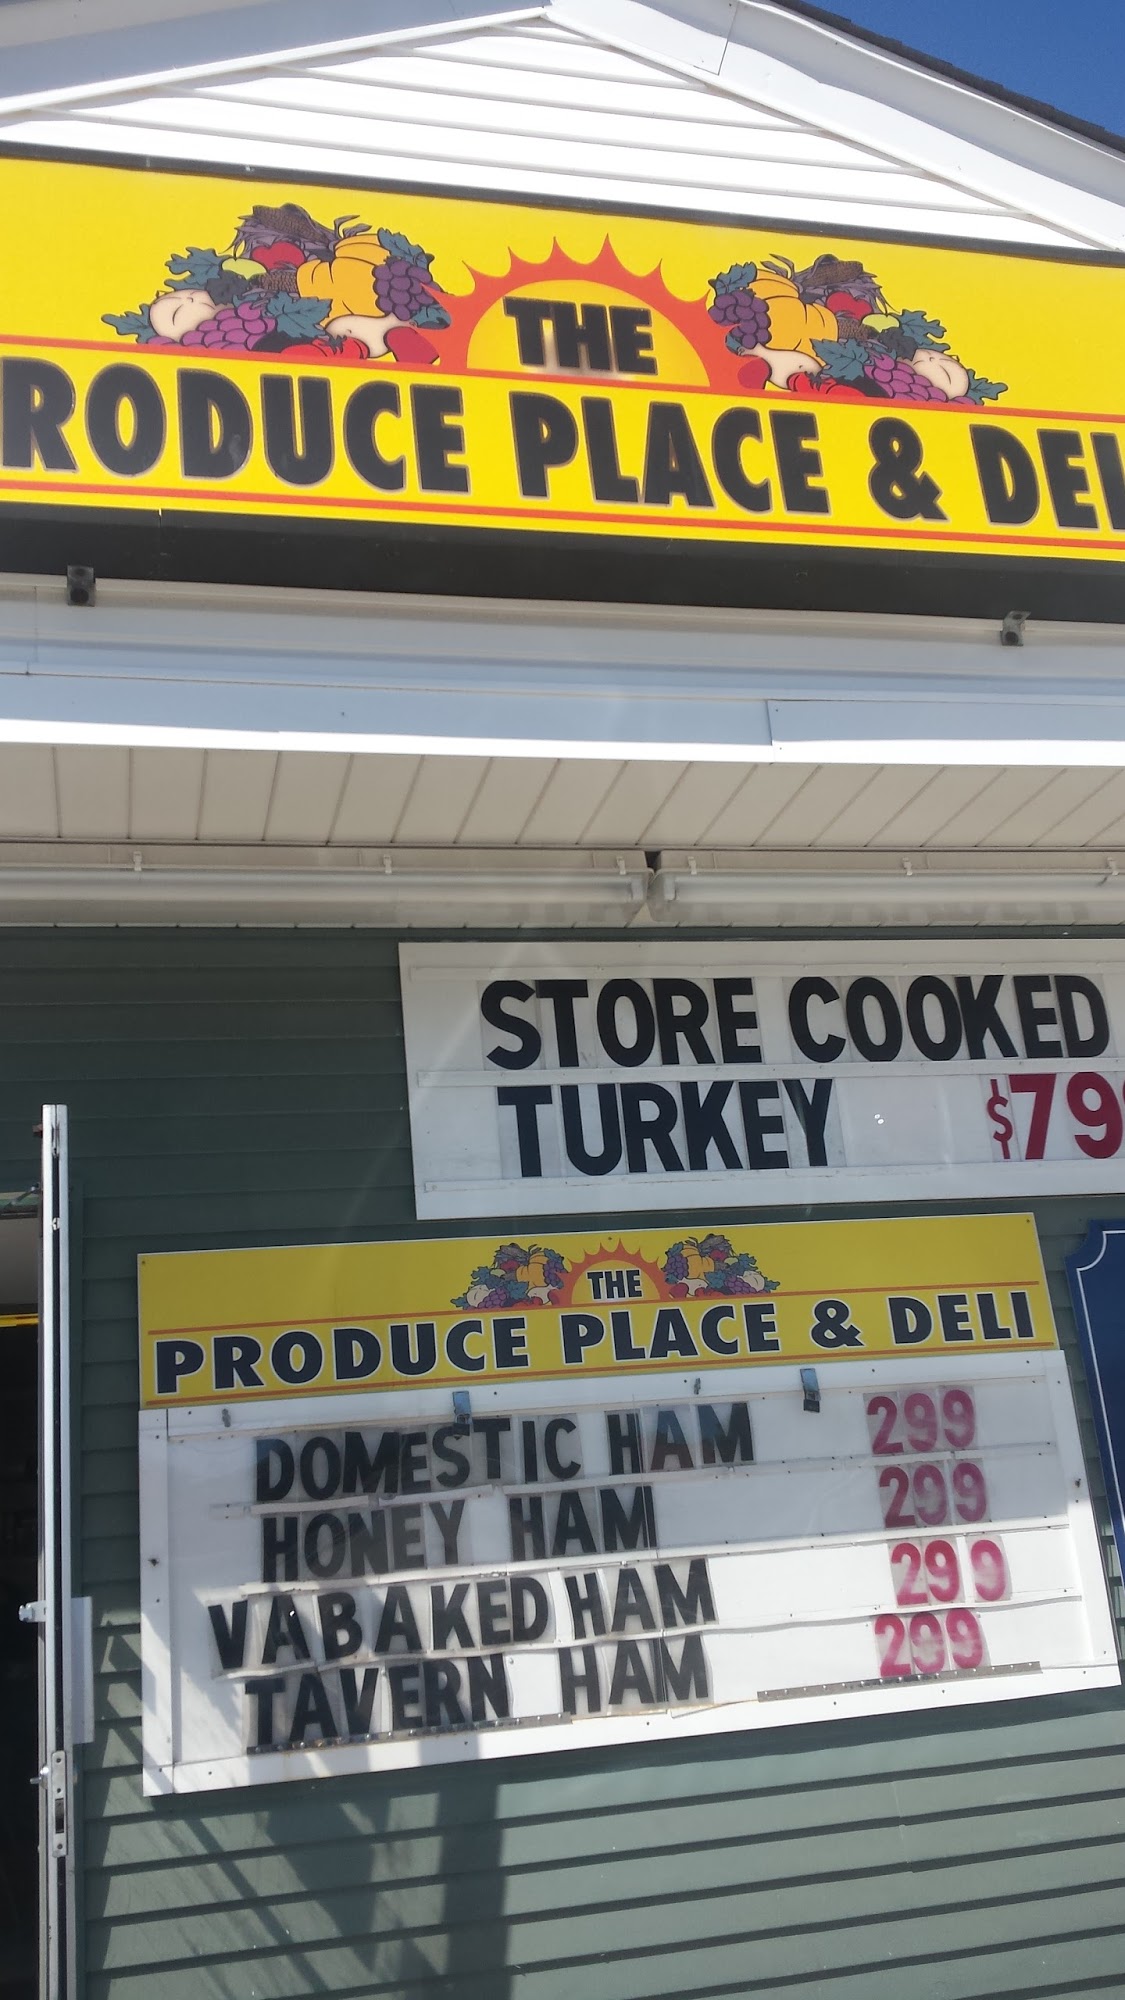 THE
RODUCE PLACE & DEL
STORE COOKED
TURKEY $799
THE
PRODUCE PLACE & DELI
DOMESTIC HAM 299
HONEY HAM 299
VABAKED HAM 299
TAVERN HAM 299